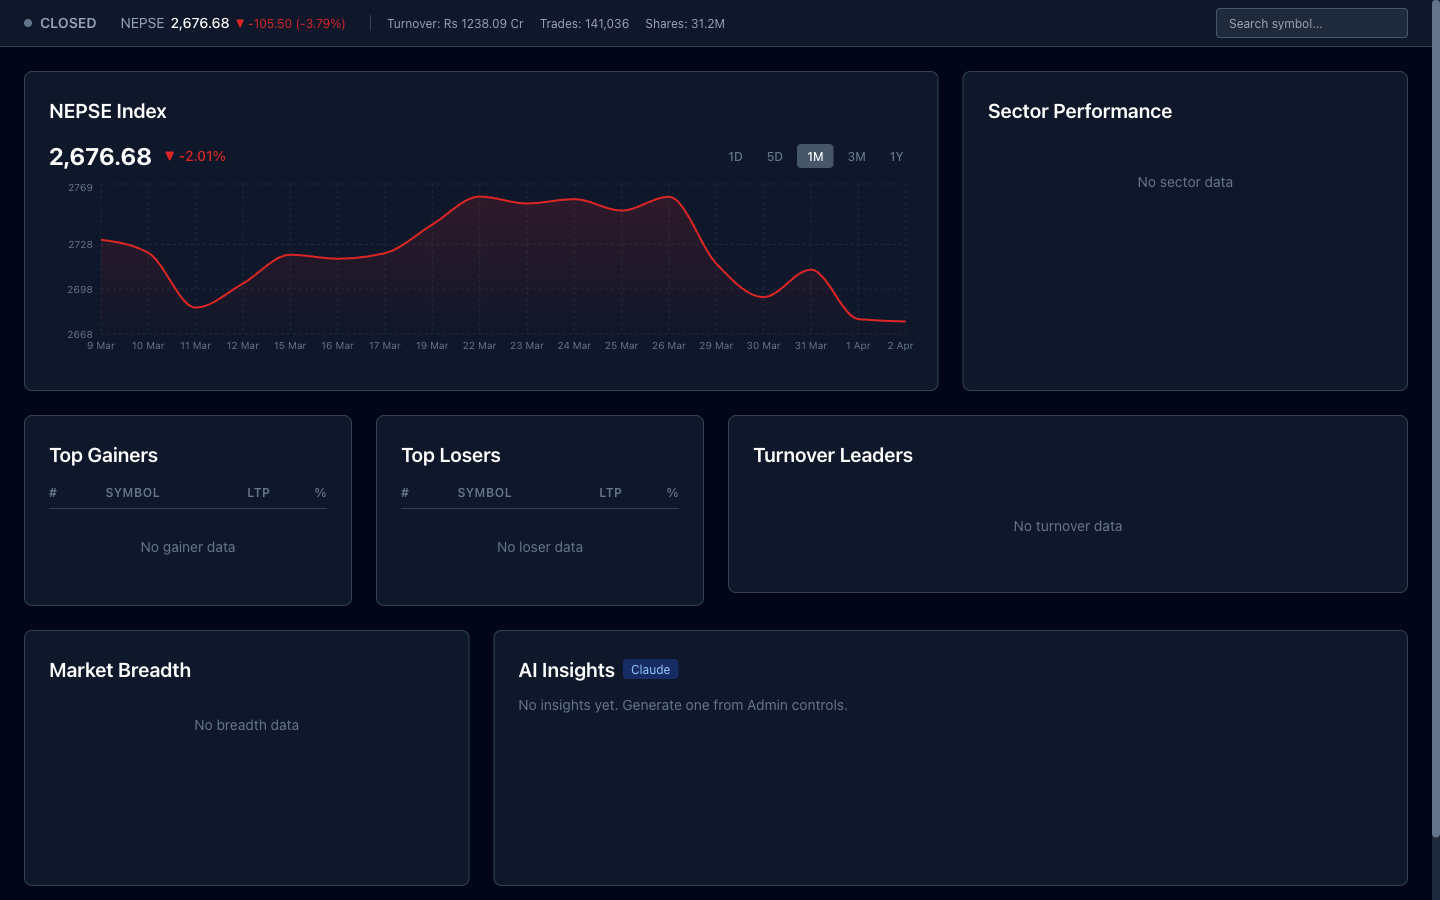 CLOSED NEPSE 2,676.68 ▼ -105.50 (-3.79%) Turnover: Rs 1238.09 Cr Trades: 141,036 Shares: 31.2M Search symbol...
NEPSE Index
2,676.68 ▼ -2.01% 1D 5D 1M 3M 1Y
2769
2728
2698
2668
9 Mar 10 Mar 11 Mar 12 Mar 15 Mar 16 Mar 17 Mar 19 Mar 22 Mar 23 Mar 24 Mar 25 Mar 26 Mar 29 Mar 30 Mar 31 Mar 1 Apr 2 Apr
Sector Performance
No sector data
Top Gainers
# SYMBOL LTP %
No gainer data
Top Losers
# SYMBOL LTP %
No loser data
Turnover Leaders
No turnover data
Market Breadth
No breadth data
AI Insights Claude
No insights yet. Generate one from Admin controls.